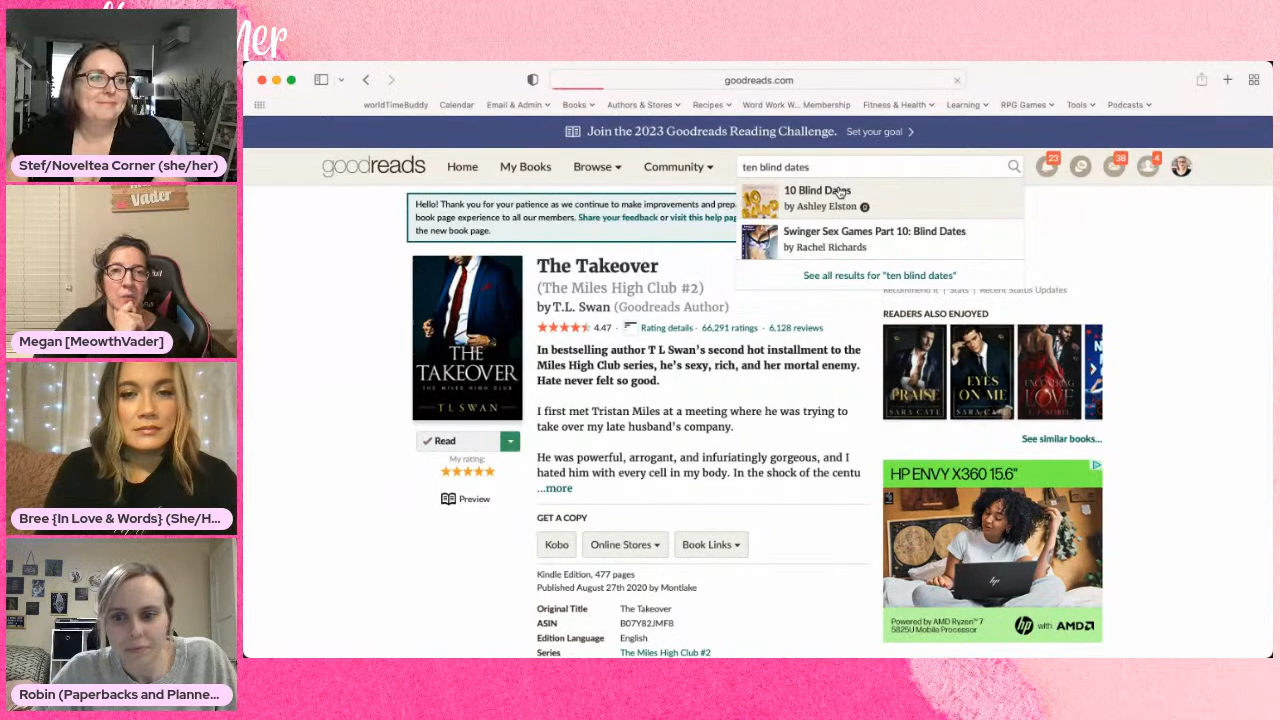 Mer
Stef/Noveltea Corner (she/her)
Vader
Megan [MeowthVader]
Bree {In Love & Words} (She/H...
Robin (Paperbacks and Planne...
goodreads.com
worldTimeBuddy Calendar Email & Admin Books Authors & Stores Recipes Word Work W... Membership Fitness & Health Learning RPG Games Tools Podcasts
Join the 2023 Goodreads Reading Challenge. Set your goal
goodreads Home My Books Browse Community ten blind dates 23 38 4
10 Blind Dates
by Ashley Elston
Swinger Sex Games Part 10: Blind Dates
by Rachel Richards
See all results for "ten blind dates"
Hello! Thank you for your patience as we continue to make improvements and prep
book page experience to all our members. Share your feedback or visit this help pag
the new book page.
THE
TAKEOVER
THE MILES HIGH CLUB
T L SWAN
Read
My rating:
Preview
The Takeover
(The Miles High Club #2)
by T.L. Swan (Goodreads Author)
4.47 · Rating details · 66,291 ratings · 6,128 reviews
In bestselling author T L Swan's second hot installment to the
Miles High Club series, he's sexy, rich, and her mortal enemy.
Hate never felt so good.
I first met Tristan Miles at a meeting where he was trying to
take over my late husband's company.
He was powerful, arrogant, and infuriatingly gorgeous, and I
hated him with every cell in my body. In the shock of the centu
...more
GET A COPY
Kobo Online Stores Book Links
Kindle Edition, 477 pages
Published August 27th 2020 by Montlake
Original Title The Takeover
ASIN B07Y82JMF8
Edition Language English
Series The Miles High Club #2
Recommend It | Stats | Recent Status Updates
READERS ALSO ENJOYED
PRAISE
SARA CATE
EYES
ON ME
SARA CATE
See similar books...
HP ENVY X360 15.6"
Powered by AMD Ryzen™ 7
5825U Mobile Processor
hp with AMD